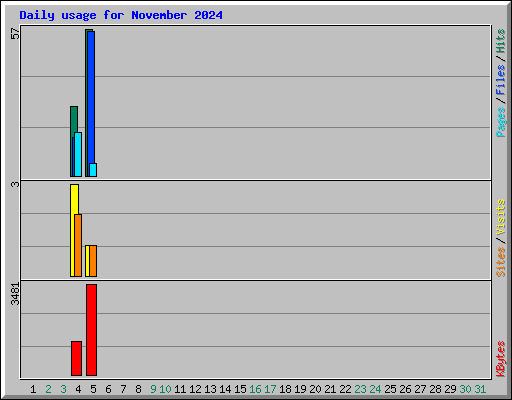 Daily usage for November 2024
57
3
3481
Pages / Files / Hits
Sites / Visits
KBytes
1 2 3 4 5 6 7 8 9 10 11 12 13 14 15 16 17 18 19 20 21 22 23 24 25 26 27 28 29 30 31